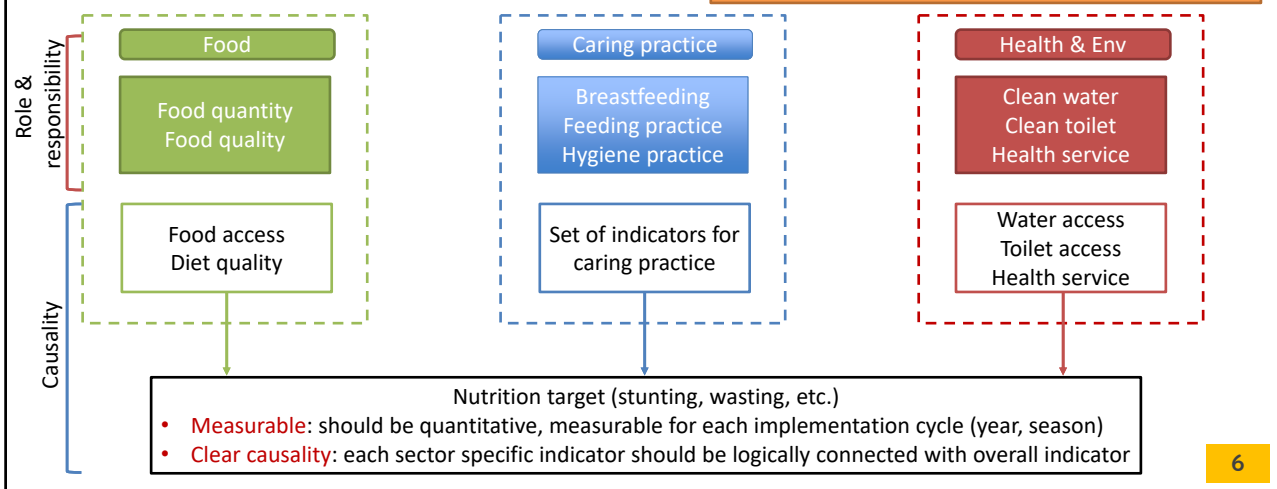 Role &
responsibility
Food
Food quantity
Food quality
Food access
Diet quality
Caring practice
Breastfeeding
Feeding practice
Hygiene practice
Set of indicators for
caring practice
Health & Env
Clean water
Clean toilet
Health service
Water access
Toilet access
Health service
Causality
Nutrition target (stunting, wasting, etc.)
• Measurable: should be quantitative, measurable for each implementation cycle (year, season)
• Clear causality: each sector specific indicator should be logically connected with overall indicator
6